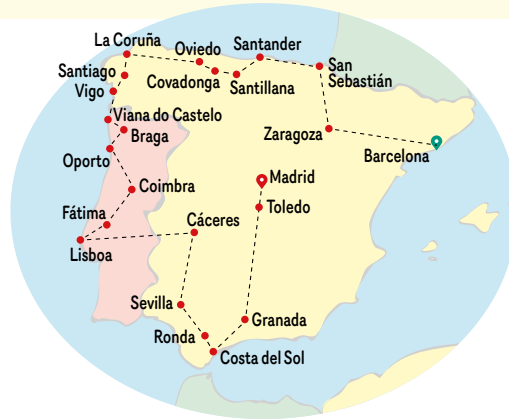 La Coruña
Oviedo
Santander
Santiago
Covadonga
Santillana
San
Sebastián
Vigo
Viana do Castelo
Braga
Zaragoza
Barcelona
Oporto
Madrid
Coimbra
Toledo
Fátima
Cáceres
Lisboa
Sevilla
Granada
Ronda
Costa del Sol